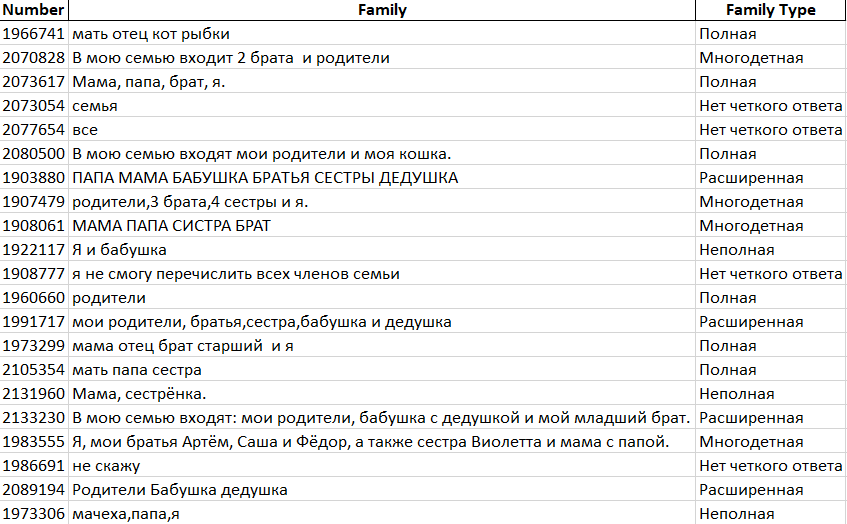 Number Family Family Type
1966741 мать отец кот рыбки Полная
2070828 В мою семью входит 2 брата и родители Многодетная
2073617 Мама, папа, брат, я. Полная
2073054 семья Нет четкого ответа
2077654 все Нет четкого ответа
2080500 В мою семью входят мои родители и моя кошка. Полная
1903880 ПАПА МАМА БАБУШКА БРАТЬЯ СЕСТРЫ ДЕДУШКА Расширенная
1907479 родители,3 брата,4 сестры и я. Многодетная
1908061 МАМА ПАПА СИСТРА БРАТ Многодетная
1922117 Я и бабушка Неполная
1908777 я не смогу перечислить всех членов семьи Нет четкого ответа
1960660 родители Полная
1991717 мои родители, братья,сестра,бабушка и дедушка Расширенная
1973299 мама отец брат старший и я Полная
2105354 мать папа сестра Полная
2131960 Мама, сестрёнка. Неполная
2133230 В мою семью входят: мои родители, бабушка с дедушкой и мой младший брат. Расширенная
1983555 Я, мои братья Артём, Саша и Фёдор, а также сестра Виолетта и мама с папой. Многодетная
1986691 не скажу Нет четкого ответа
2089194 Родители Бабушка дедушка Расширенная
1973306 мачеха,папа,я Неполная